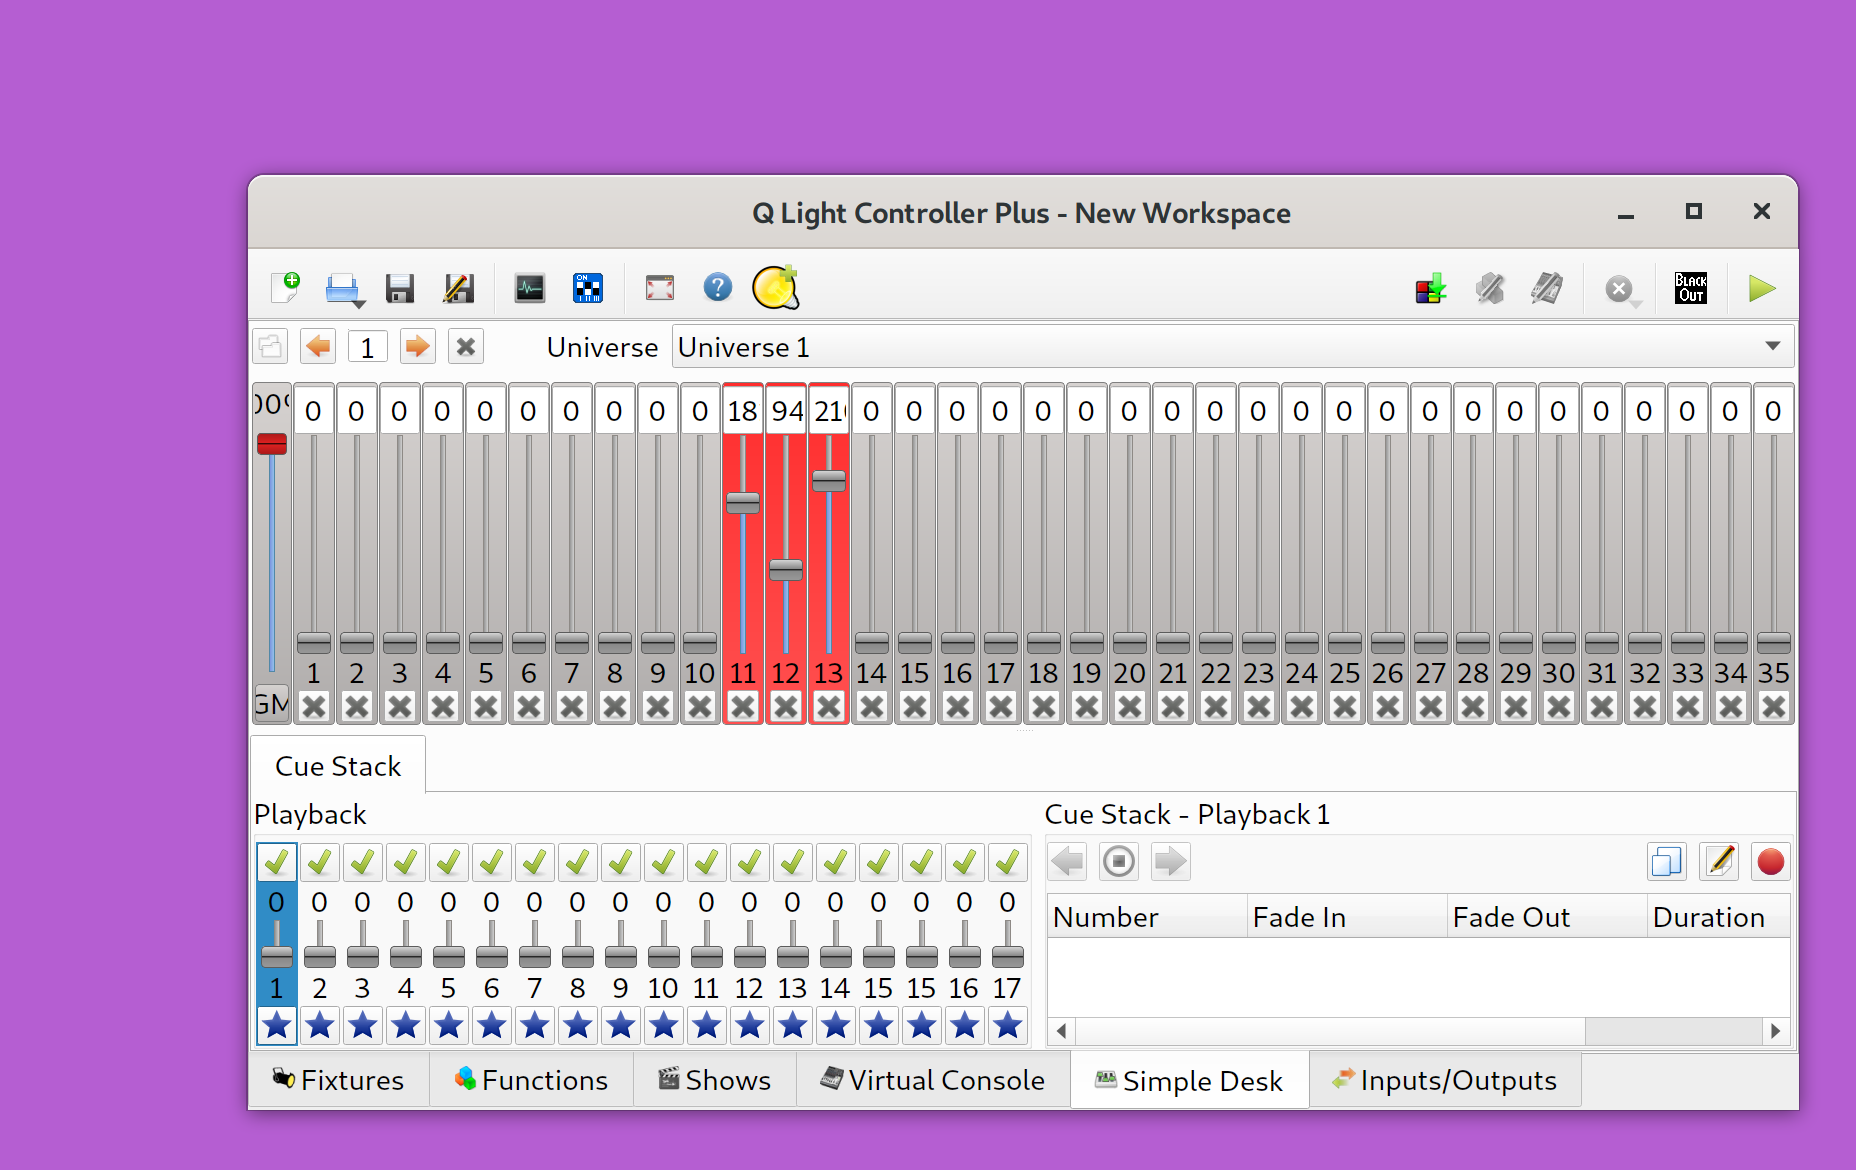 Q Light Controller Plus - New Workspace
ON
? BLACK OUT
1 Universe Universe 1
0 0 0 0 0 0 0 0 0 0 18 94 0 0 0 0 0 0 0 0 0 0 0 0 0 0 0 0 0 0 0 0 0 0
GM 1 2 3 4 5 6 7 8 9 10 11 12 13 14 15 16 17 18 19 20 21 22 23 24 25 26 27 28 29 30 31 32 33 34 35
Cue Stack
Playback
0 0 0 0 0 0 0 0 0 0 0 0 0 0 0 0 0 0
1 2 3 4 5 6 7 8 9 10 11 12 13 14 15 15 16 17
Cue Stack - Playback 1
Number Fade In Fade Out Duration
Fixtures Functions Shows Virtual Console Simple Desk Inputs/Outputs